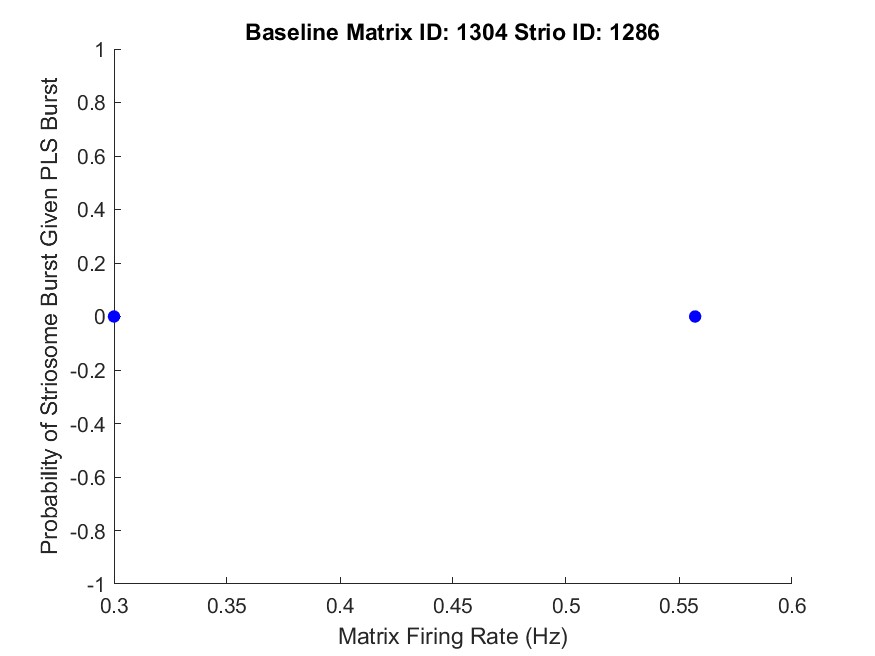 Baseline Matrix ID: 1304 Strio ID: 1286
Probability of Striosome Burst Given PLS Burst
1
0.8
0.6
0.4
0.2
0
-0.2
-0.4
-0.6
-0.8
-1
0.3 0.35 0.4 0.45 0.5 0.55 0.6
Matrix Firing Rate (Hz)